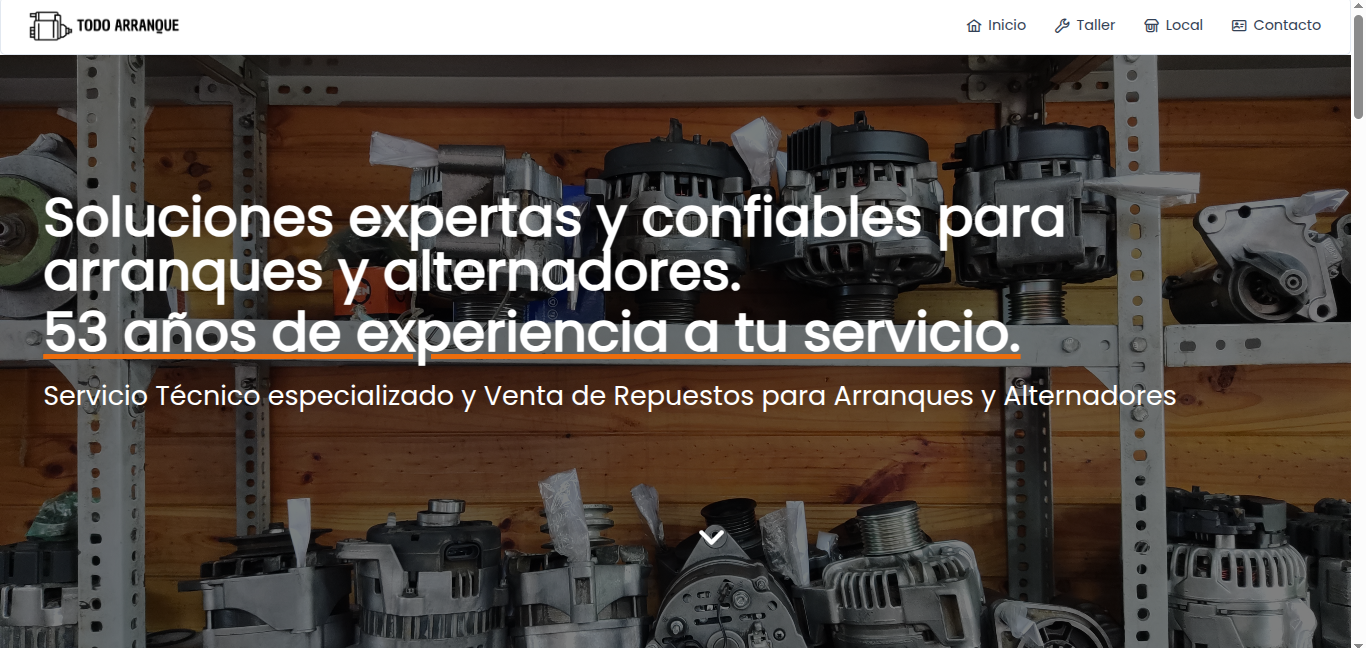 TODO ARRANQUE
Inicio
Taller
Local
Contacto
Soluciones expertas y confiables para
arranques y alternadores.
53 años de experiencia a tu servicio.
Servicio Técnico especializado y Venta de Repuestos para Arranques y Alternadores